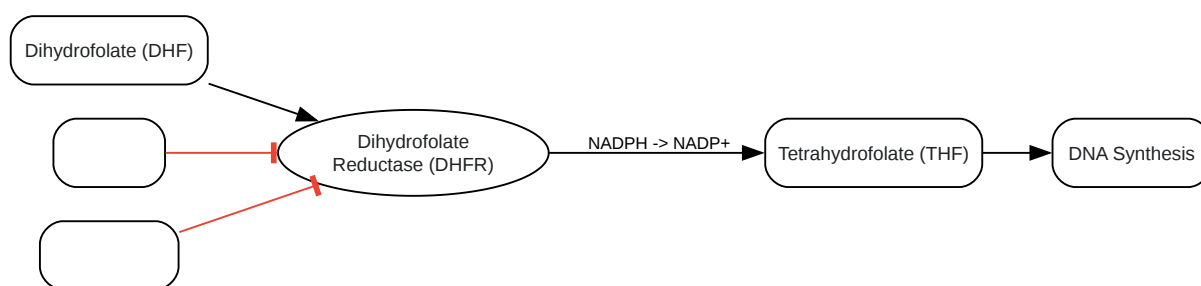 Dihydrofolate (DHF)
Dihydrofolate
Reductase (DHFR)
NADPH -> NADP+
Tetrahydrofolate (THF)
DNA Synthesis